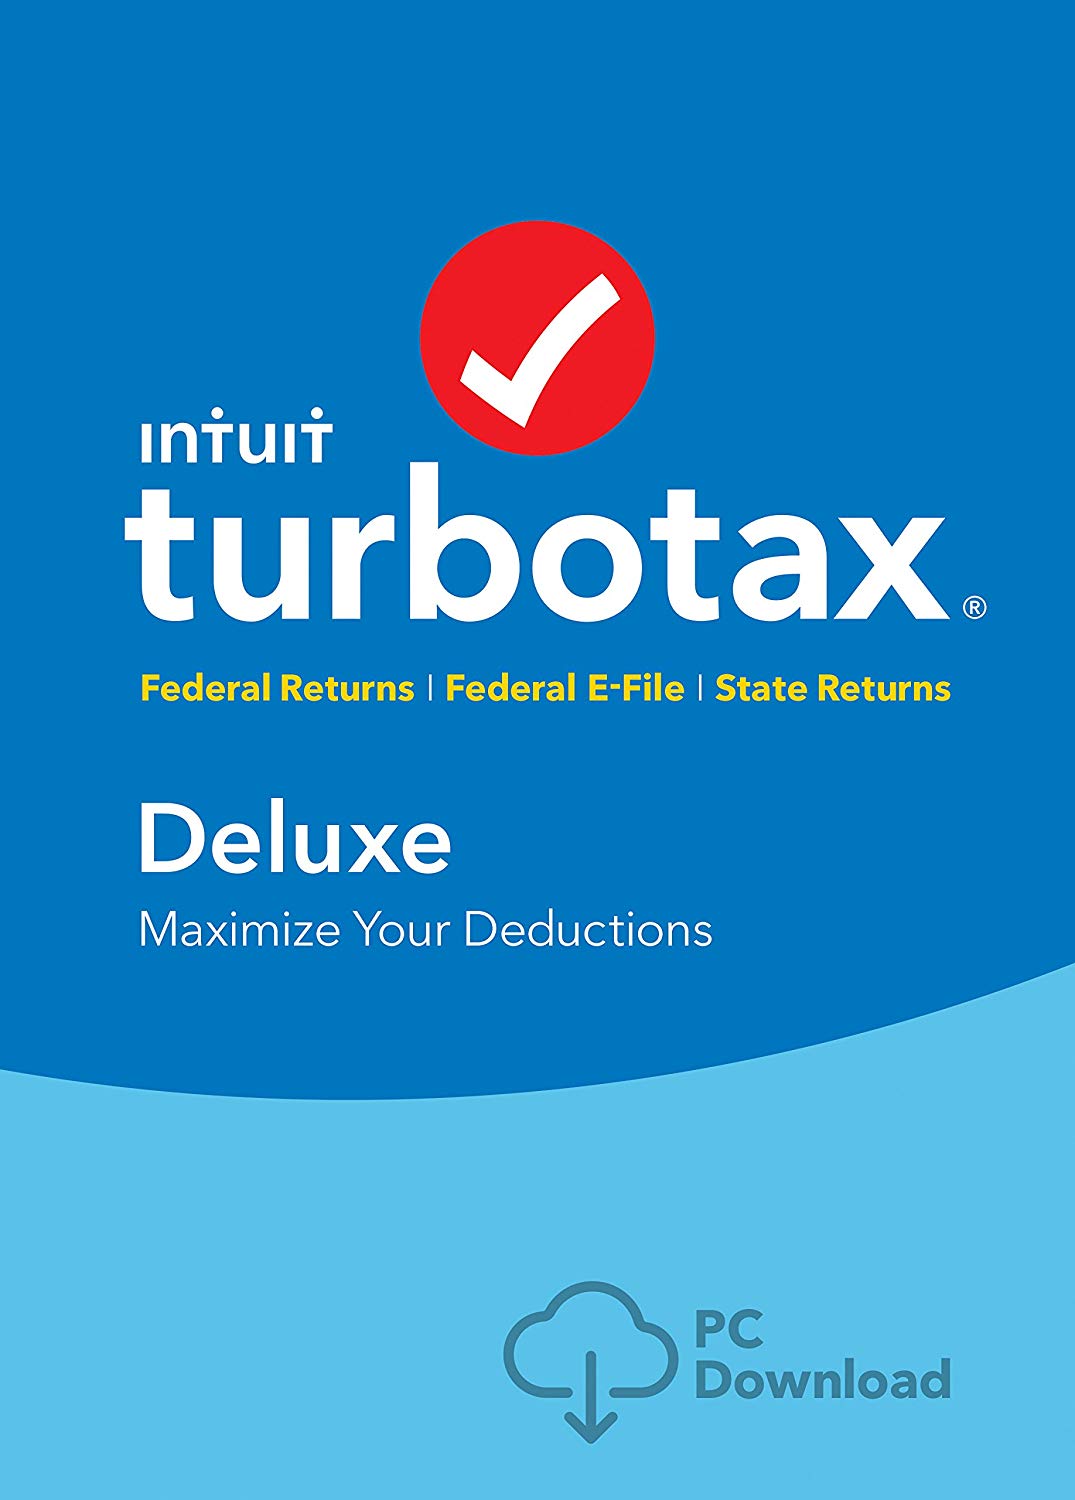 intuit
turbotax®
Federal Returns | Federal E-File | State Returns
Deluxe
Maximize Your Deductions
PC
Download